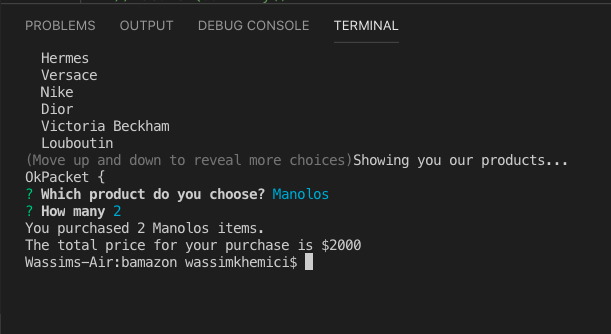 PROBLEMS OUTPUT DEBUG CONSOLE TERMINAL
Hermes
Versace
Nike
Dior
Victoria Beckham
Louboutin
(Move up and down to reveal more choices)Showing you our products...
OkPacket {
? Which product do you choose? Manolos
? How many 2
You purchased 2 Manolos items.
The total price for your purchase is $2000
Wassims-Air:bamazon wassimkhemici$